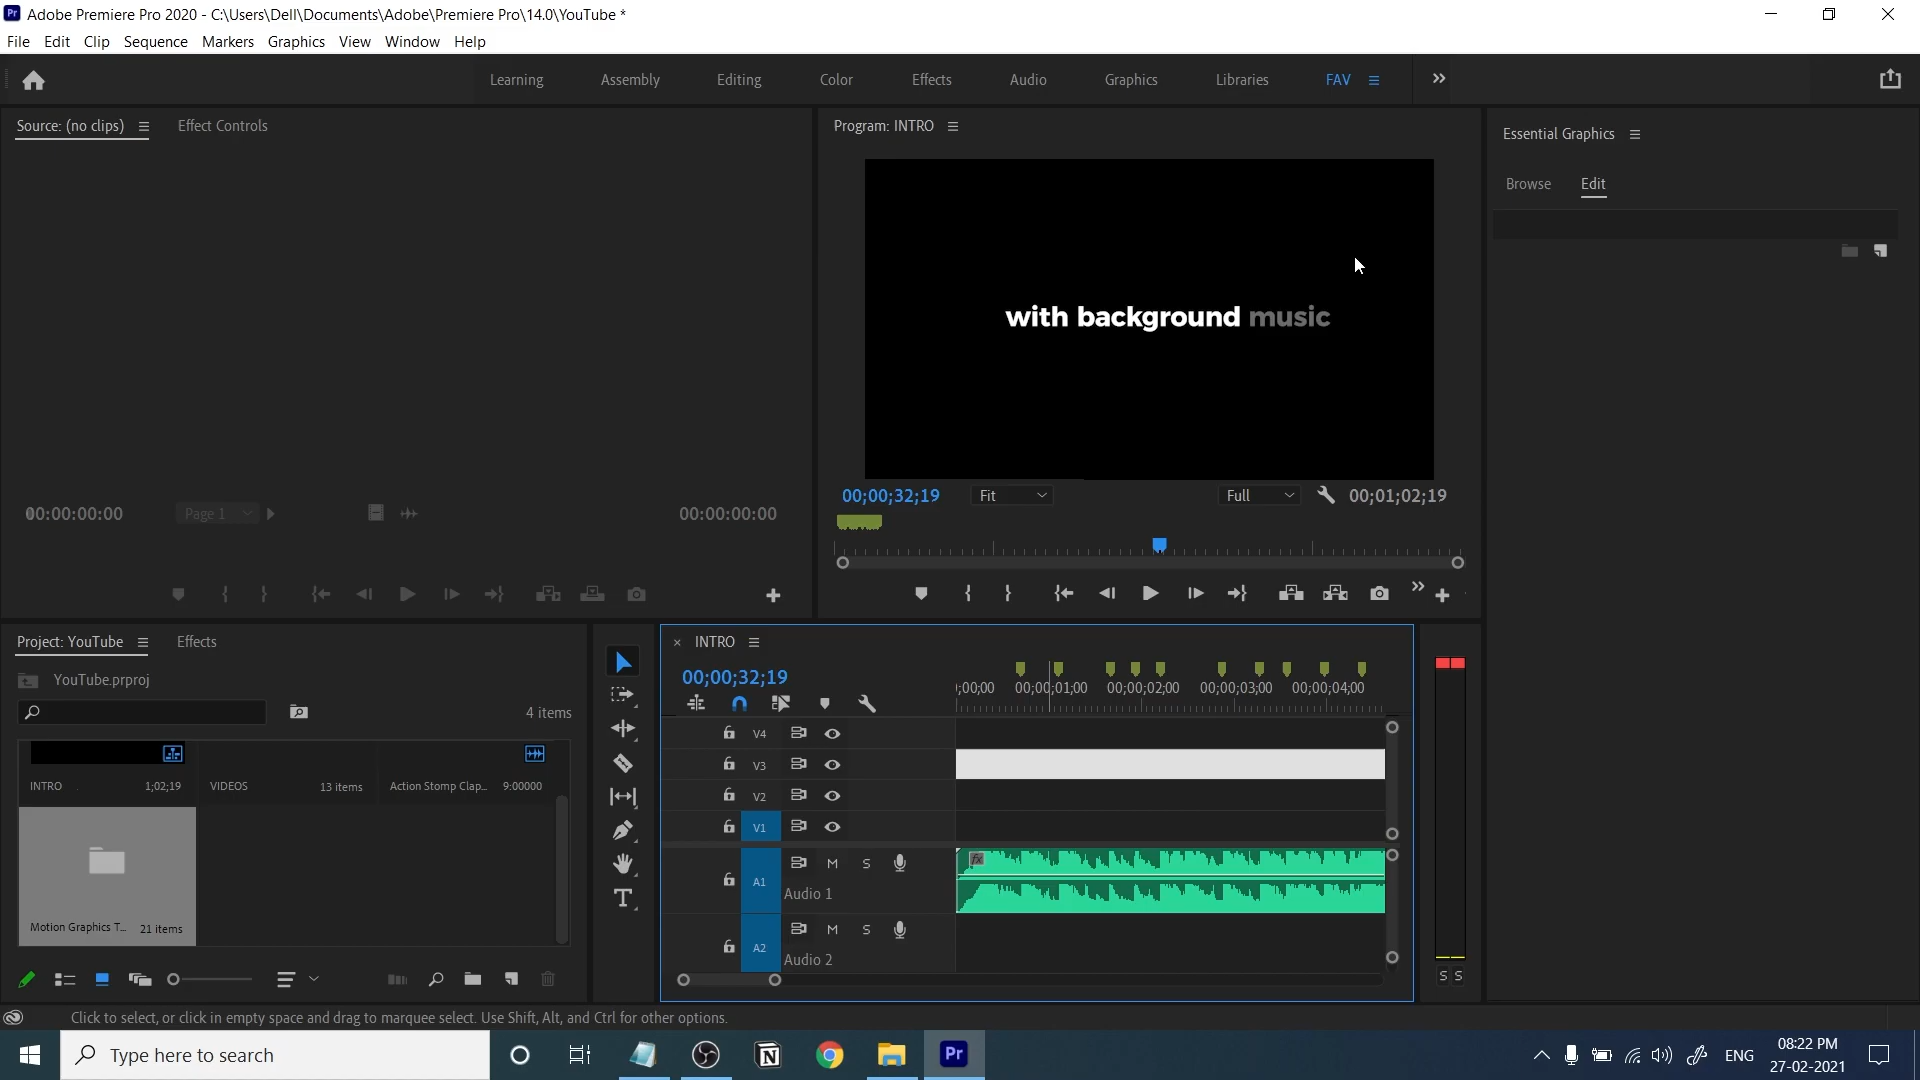 Adobe Premiere Pro 2020 - C:\Users\Dell\Documents\Adobe\Premiere Pro\14.0\YouTube *
File Edit Clip Sequence Markers Graphics View Window Help
Learning Assembly Editing Color Effects Audio Graphics Libraries FAV
Source: (no clips) Effect Controls
Program: INTRO
Essential Graphics
Browse Edit
with background music
00;00;32;19 Fit Full 00;01;02;19
00:00:00:00 Page 1 00:00:00:00
Project: YouTube Effects
YouTube.prproj
4 items
INTRO 1;02;19 VIDEOS 13 items Action Stomp Clap... 9:00000
Motion Graphics T... 21 items
INTRO
00;00;32;19
;00;00 00;00;01;00 00;00;02;00 00;00;03;00 00;00;04;00
V4
V3
V2
V1
A1 M S
Audio 1
A2 M S
Audio 2
S S
Click to select, or click in empty space and drag to marquee select. Use Shift, Alt, and Ctrl for other options.
Type here to search
ENG
08:22 PM
27-02-2021